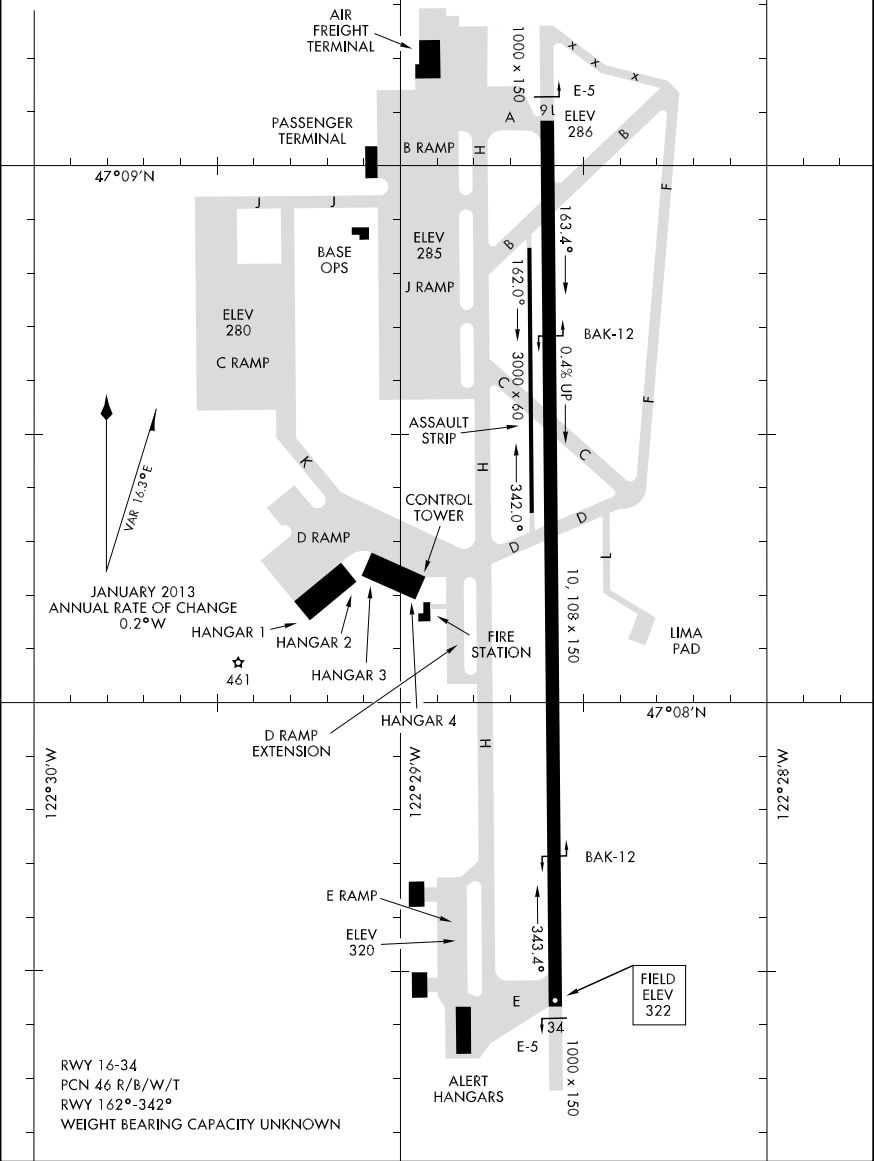 AIR
FREIGHT
TERMINAL
1000 x 150
x
x
x
E-5
16
ELEV
286
A
PASSENGER
TERMINAL
B RAMP
H
B
47°09'N
F
J
J
163.4°
BASE
OPS
ELEV
285
B
J RAMP
162.0°
ELEV
280
C RAMP
BAK-12
0.4% UP
3000 x 60
C
F
ASSAULT
STRIP
C
VAR 16.3°E
K
H
342.0°
CONTROL
TOWER
D
D RAMP
D
L
JANUARY 2013
ANNUAL RATE OF CHANGE
0.2°W
10, 108 x 150
HANGAR 1
HANGAR 2
FIRE
STATION
LIMA
PAD
461
HANGAR 3
HANGAR 4
47°08'N
D RAMP
EXTENSION
H
122°30'W
122°29'W
122°28'W
BAK-12
E RAMP
343.4°
ELEV
320
FIELD
ELEV
322
E
34
E-5
1000 x 150
ALERT
HANGARS
RWY 16-34
PCN 46 R/B/W/T
RWY 162°-342°
WEIGHT BEARING CAPACITY UNKNOWN